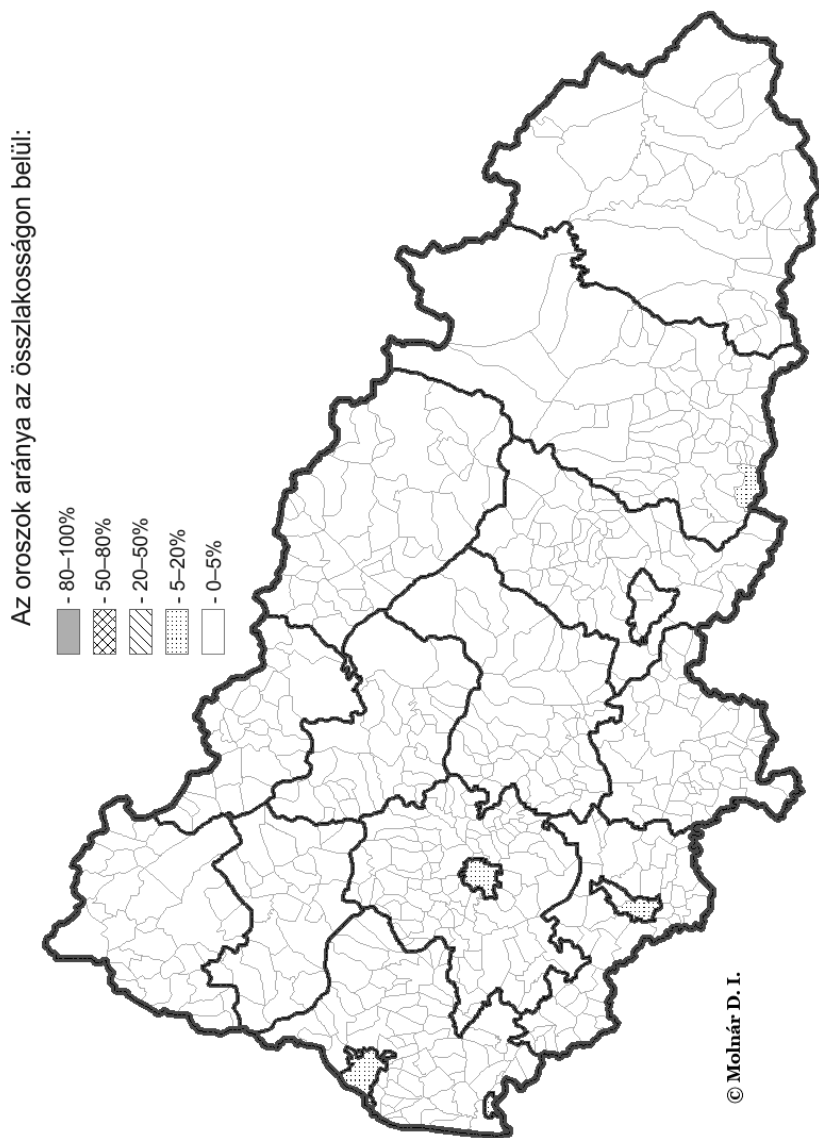 Az oroszok aránya az összlakosságon belül:
- 80–100%
- 50–80%
- 20–50%
- 5–20%
- 0–5%
© Molnár D. I.